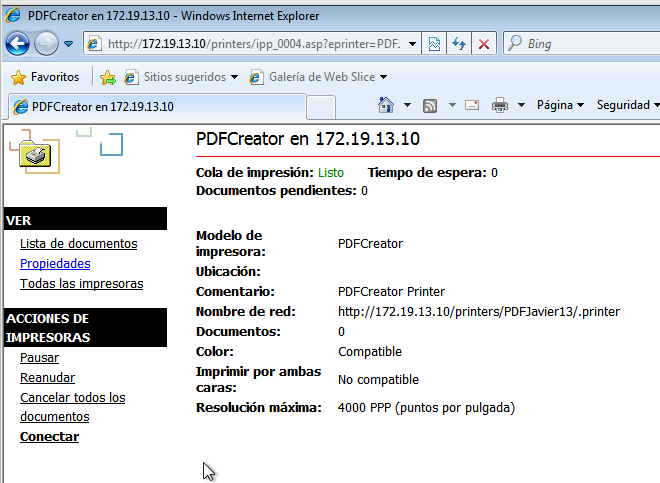 PDFCreator en 172.19.13.10 - Windows Internet Explorer
http://172.19.13.10/printers/ipp_0004.asp?eprinter=PDF.
Bing
Favoritos Sitios sugeridos Galería de Web Slice
PDFCreator en 172.19.13.10
Página Seguridad
PDFCreator en 172.19.13.10
Cola de impresión: Listo Tiempo de espera: 0
Documentos pendientes: 0
VER
Lista de documentos
Propiedades
Todas las impresoras
ACCIONES DE
IMPRESORAS
Pausar
Reanudar
Cancelar todos los
documentos
Conectar
Modelo de
impresora: PDFCreator
Ubicación:
Comentario: PDFCreator Printer
Nombre de red: http://172.19.13.10/printers/PDFJavier13/.printer
Documentos: 0
Color: Compatible
Imprimir por ambas
caras: No compatible
Resolución máxima: 4000 PPP (puntos por pulgada)